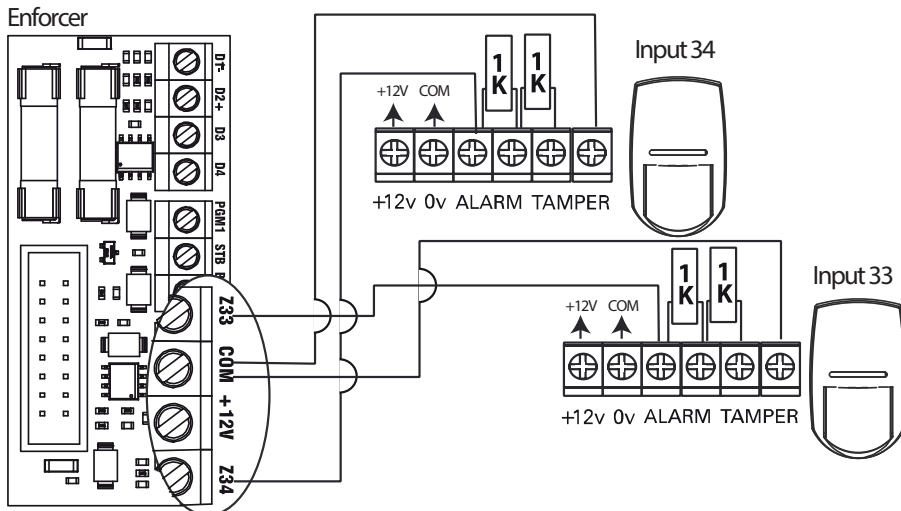 Enforcer
D1-
D2+
D3
D4
PGM1
STB
Z33
COM
+12V
Z34
1K
1K
Input 34
+12V COM
+12v 0v ALARM TAMPER
1K
1K
Input 33
+12V COM
+12v 0v ALARM TAMPER